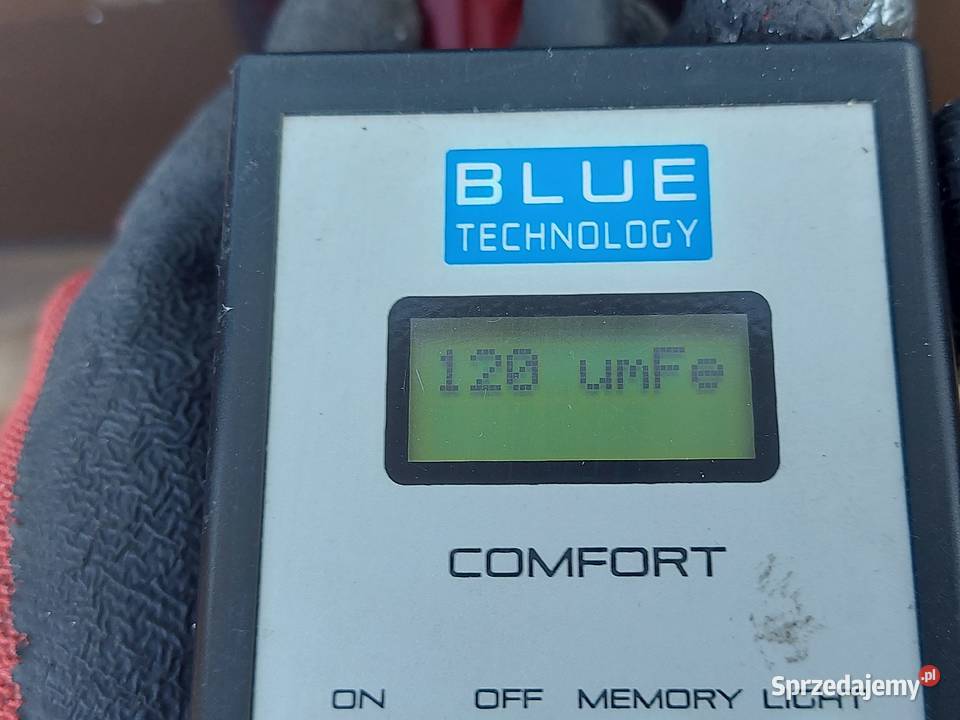 BLUE
TECHNOLOGY
120 umFe
COMFORT
ON OFF MEMORY LIGHT
Sprzedajemy.pl